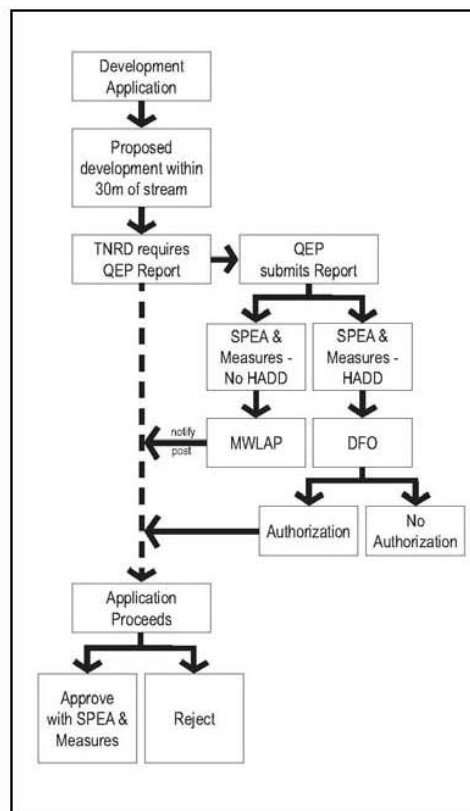 Development
Application
Proposed
development within
30m of stream
TNRD requires
QEP Report
QEP
submits Report
SPEA &
Measures -
No HADD
SPEA &
Measures -
HADD
notify
post
MWLAP
DFO
Authorization
No
Authorization
Application
Proceeds
Approve
with SPEA &
Measures
Reject